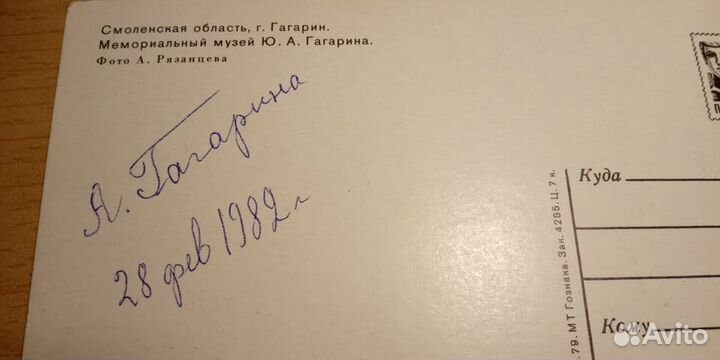 Смоленская область, г. Гагарин.
Мемориальный музей Ю. А. Гагарина.
Фото А. Рязанцева
А. Гагарина
28 фев 1982 г
Куда
Кому
.79. МТ Гознака. Зак. 4285. Ц. 7 к.
Avito